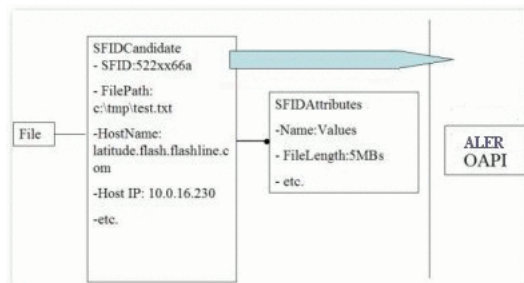 SFIDCandidate
- SFID:522xx66a
- FilePath:
c:\tmp\test.txt
-HostName:
latitude.flash.flashline.c
om
-Host IP: 10.0.16.230
-etc.
File
SFIDAttributes
-Name:Values
- FileLength:5MBs
- etc.
ALER
OAPI